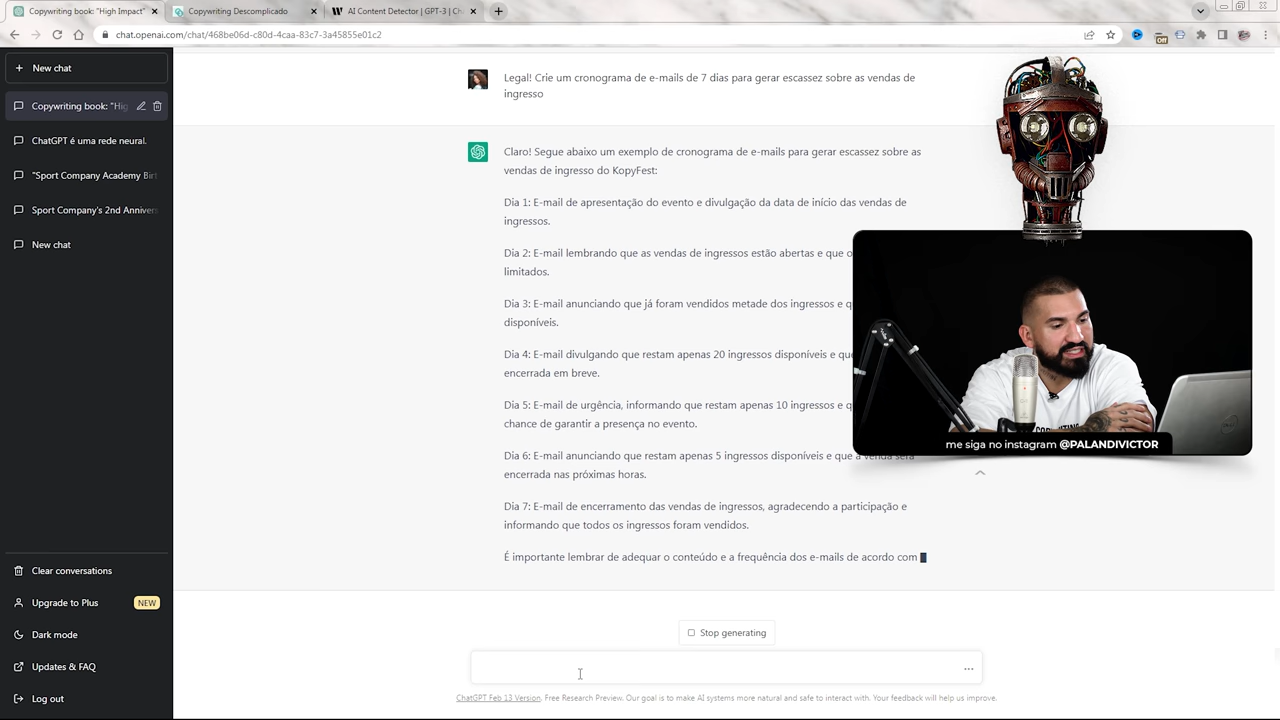 Copywriting book: "High Impact"
Copywriting Descomplicado
AI Content Detector | GPT-3 | Ch
chat.openai.com/chat/468be06d-c80d-4caa-83c7-3a45855e01c2
Off
New chat
Copywriting book: "Hig
ChatGPT é uma rede neural.
"Sport Company Academy Birt
Sport Company's 2nd Annivers
New chat
Clear conversations
Upgrade to Plus
NEW
Dark mode
Updates & FAQ
Log out
Legal! Crie um cronograma de e-mails de 7 dias para gerar escassez sobre as vendas de
ingresso
Claro! Segue abaixo um exemplo de cronograma de e-mails para gerar escassez sobre as
vendas de ingresso do KopyFest:
Dia 1: E-mail de apresentação do evento e divulgação da data de início das vendas de
ingressos.
Dia 2: E-mail lembrando que as vendas de ingressos estão abertas e que o
limitados.
Dia 3: E-mail anunciando que já foram vendidos metade dos ingressos e q
disponíveis.
Dia 4: E-mail divulgando que restam apenas 20 ingressos disponíveis e que
encerrada em breve.
Dia 5: E-mail de urgência, informando que restam apenas 10 ingressos e q
chance de garantir a presença no evento.
Dia 6: E-mail anunciando que restam apenas 5 ingressos disponíveis e que a venda será
encerrada nas próximas horas.
Dia 7: E-mail de encerramento das vendas de ingressos, agradecendo a participação e
informando que todos os ingressos foram vendidos.
É importante lembrar de adequar o conteúdo e a frequência dos e-mails de acordo com
me siga no instagram @PALANDIVICTOR
Stop generating
ChatGPT Feb 13 Version. Free Research Preview. Our goal is to make AI systems more natural and safe to interact with. Your feedback will help us improve.